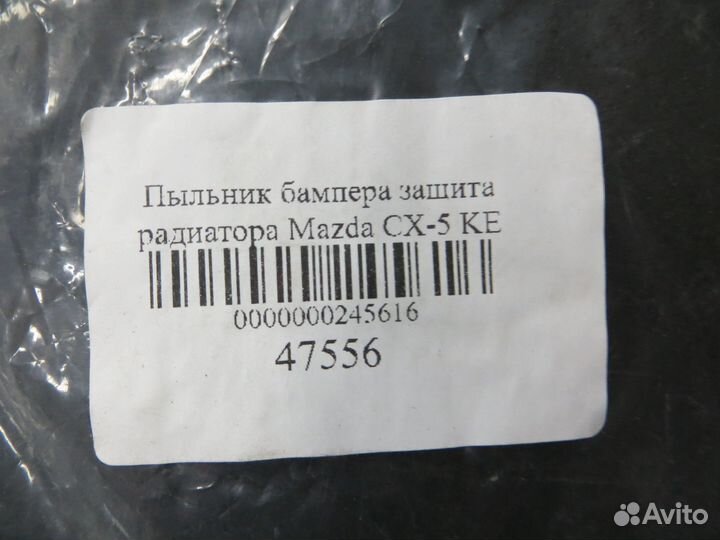 Пыльник бампера зашита
радиатора Mazda CX-5 KE
0000000245616
47556
Avito